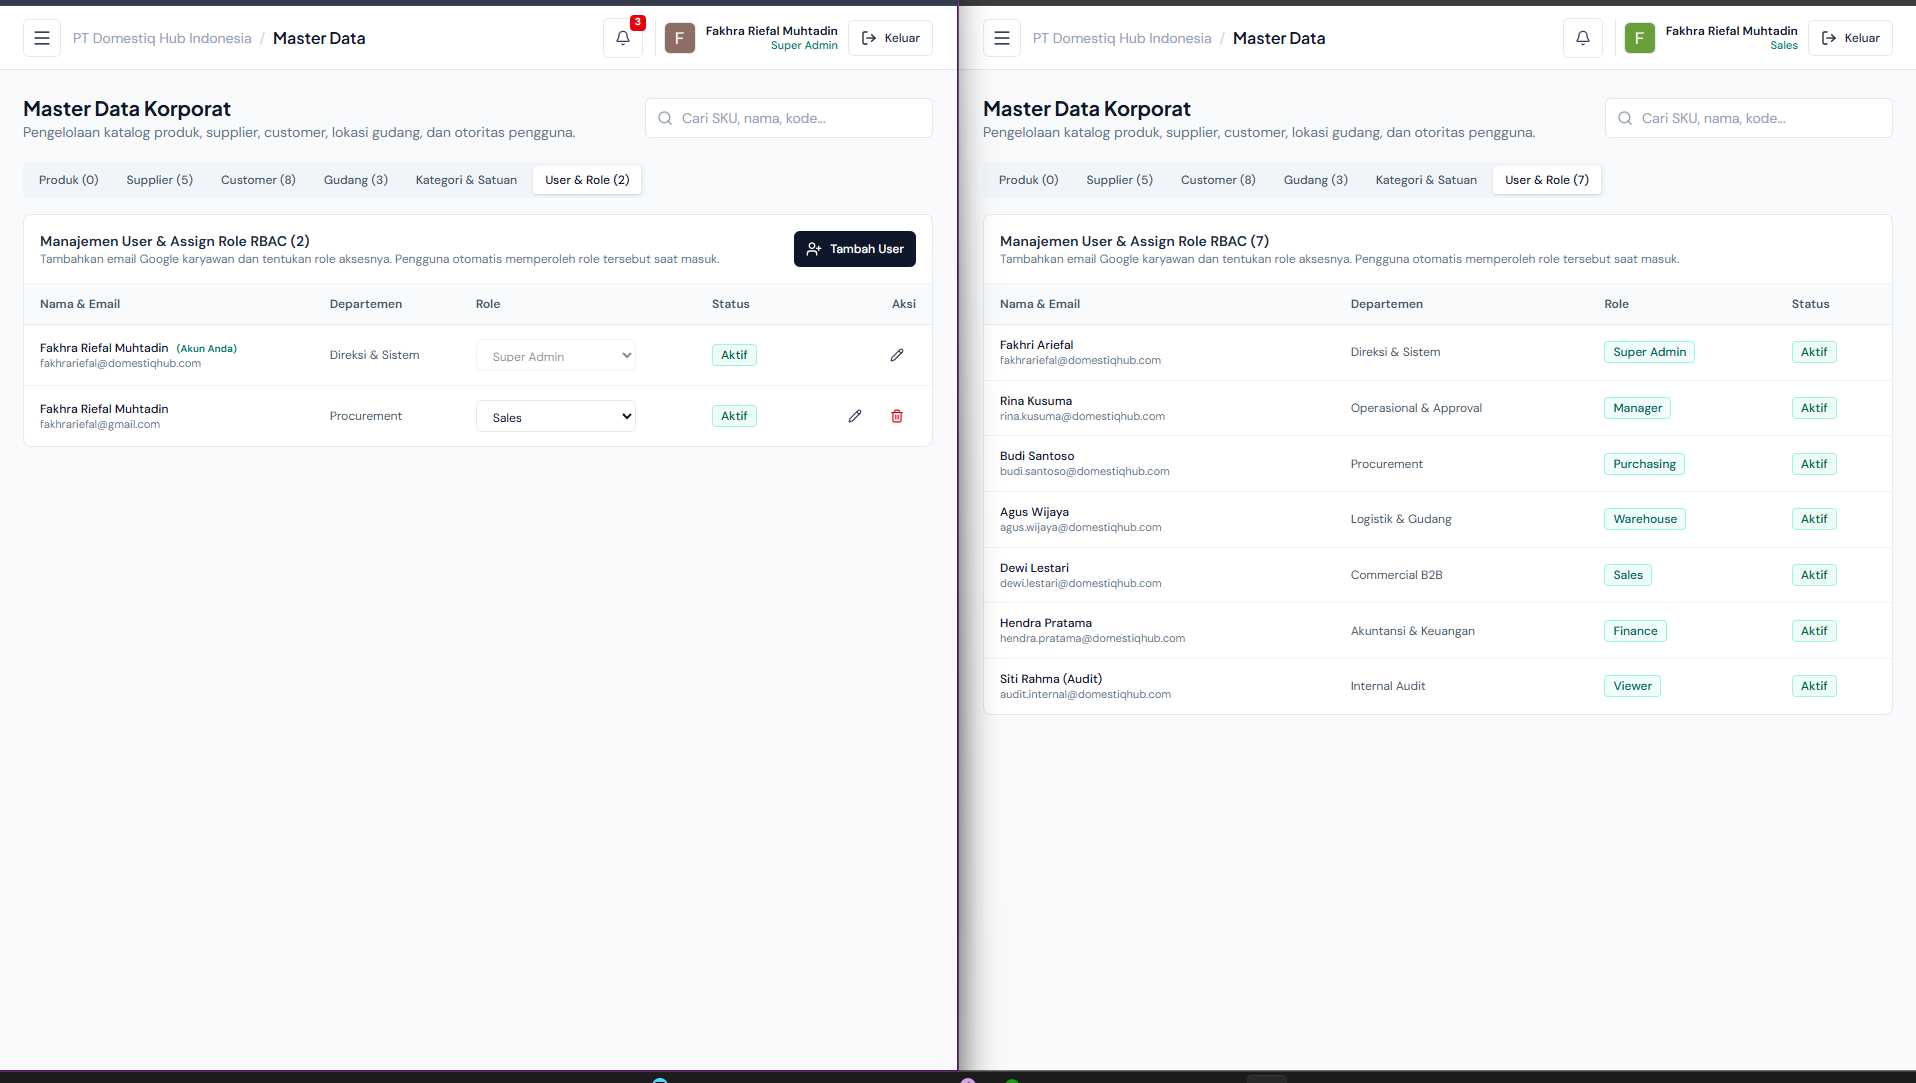 PT Domestiq Hub Indonesia / Master Data
3
F
Fakhra Riefal Muhtadin
Super Admin
Keluar
Master Data Korporat
Pengelolaan katalog produk, supplier, customer, lokasi gudang, dan otoritas pengguna.
Cari SKU, nama, kode...
Produk (0) Supplier (5) Customer (8) Gudang (3) Kategori & Satuan User & Role (2)
Manajemen User & Assign Role RBAC (2)
Tambahkan email Google karyawan dan tentukan role aksesnya. Pengguna otomatis memperoleh role tersebut saat masuk.
Tambah User
Nama & Email Departemen Role Status Aksi
Fakhra Riefal Muhtadin (Akun Anda)
fakhrariefal@domestiqhub.com
Direksi & Sistem Super Admin Aktif
Fakhra Riefal Muhtadin
fakhrariefal@gmail.com
Procurement Sales Aktif
PT Domestiq Hub Indonesia / Master Data
F
Fakhra Riefal Muhtadin
Sales
Keluar
Master Data Korporat
Pengelolaan katalog produk, supplier, customer, lokasi gudang, dan otoritas pengguna.
Cari SKU, nama, kode...
Produk (0) Supplier (5) Customer (8) Gudang (3) Kategori & Satuan User & Role (7)
Manajemen User & Assign Role RBAC (7)
Tambahkan email Google karyawan dan tentukan role aksesnya. Pengguna otomatis memperoleh role tersebut saat masuk.
Nama & Email Departemen Role Status
Fakhri Ariefal
fakhrariefal@domestiqhub.com
Direksi & Sistem Super Admin Aktif
Rina Kusuma
rina.kusuma@domestiqhub.com
Operasional & Approval Manager Aktif
Budi Santoso
budi.santoso@domestiqhub.com
Procurement Purchasing Aktif
Agus Wijaya
agus.wijaya@domestiqhub.com
Logistik & Gudang Warehouse Aktif
Dewi Lestari
dewi.lestari@domestiqhub.com
Commercial B2B Sales Aktif
Hendra Pratama
hendra.pratama@domestiqhub.com
Akuntansi & Keuangan Finance Aktif
Siti Rahma (Audit)
audit.internal@domestiqhub.com
Internal Audit Viewer Aktif